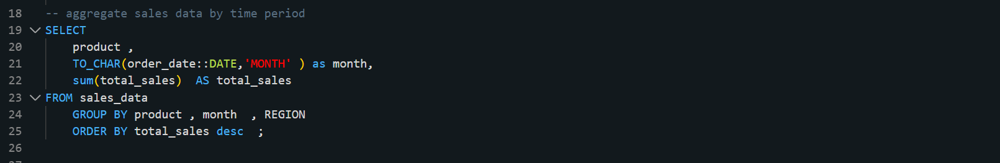 18 -- aggregate sales data by time period
19 SELECT
20 product ,
21 TO_CHAR(order_date::DATE,'MONTH' ) as month,
22 sum(total_sales)  AS total_sales
23 FROM sales_data
24 GROUP BY product , month  , REGION
25 ORDER BY total_sales desc  ;
26